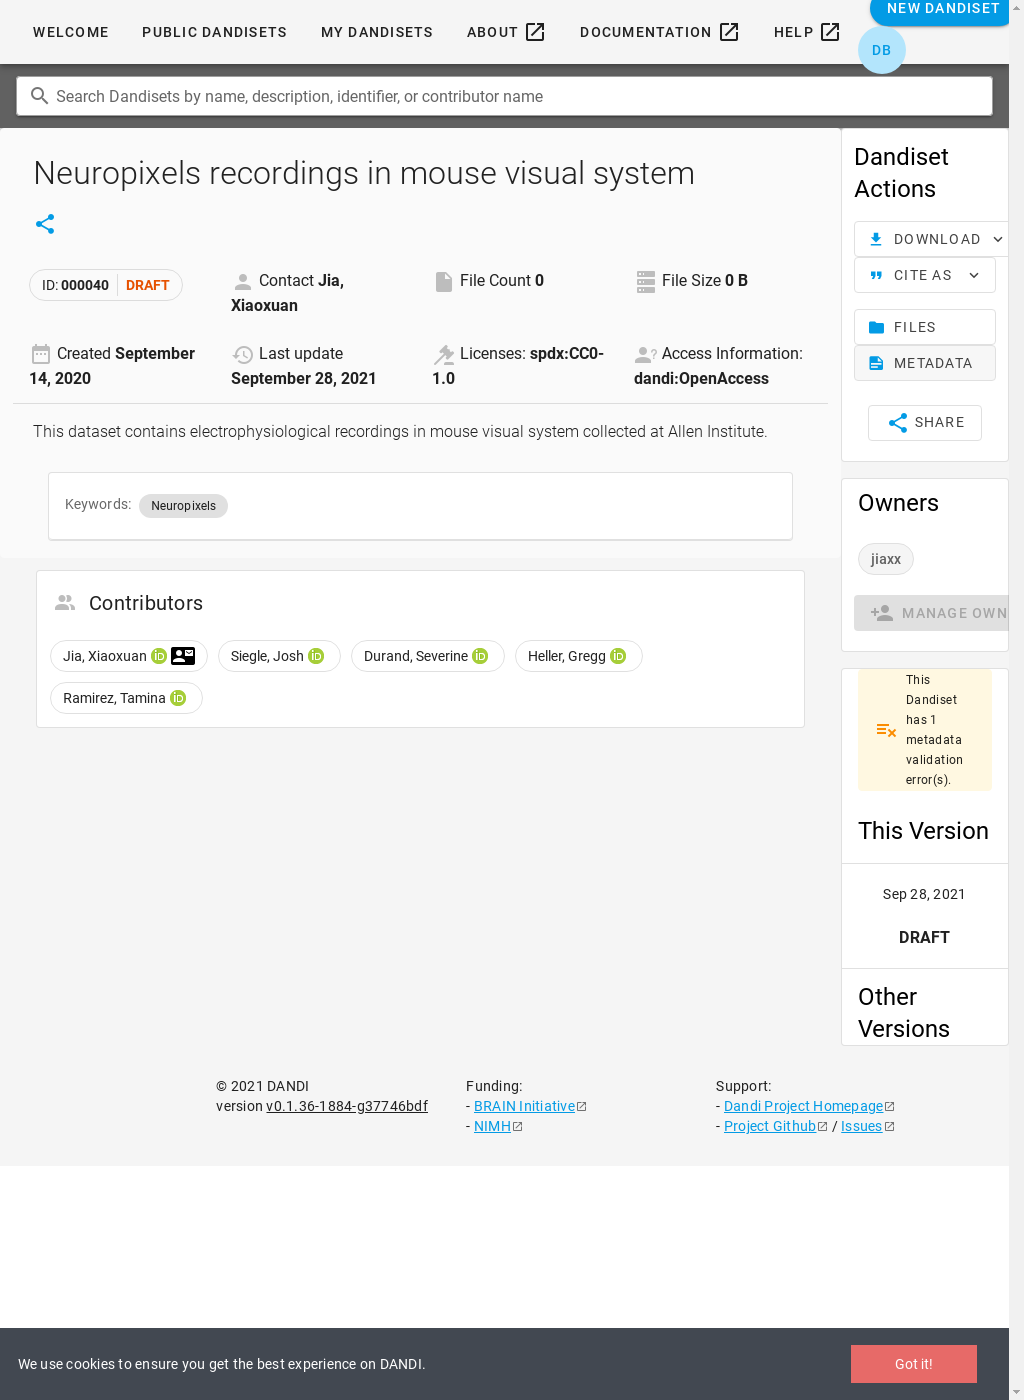 WELCOME PUBLIC DANDISETS MY DANDISETS ABOUT DOCUMENTATION HELP NEW DANDISET
DB
Search Dandisets by name, description, identifier, or contributor name
Neuropixels recordings in mouse visual system
ID: 000040 DRAFT
Contact Jia,
Xiaoxuan
File Count 0
File Size 0 B
Created September
14, 2020
Last update
September 28, 2021
Licenses: spdx:CC0-
1.0
Access Information:
dandi:OpenAccess
This dataset contains electrophysiological recordings in mouse visual system collected at Allen Institute.
Keywords: Neuropixels
Contributors
Jia, Xiaoxuan iD Siegle, Josh iD Durand, Severine iD Heller, Gregg iD
Ramirez, Tamina iD
Dandiset
Actions
DOWNLOAD
CITE AS
FILES
METADATA
SHARE
Owners
jiaxx
MANAGE OWN
This
Dandiset
has 1
metadata
validation
error(s).
This Version
Sep 28, 2021
DRAFT
Other
Versions
© 2021 DANDI
version v0.1.36-1884-g37746bdf
Funding:
- BRAIN Initiative
- NIMH
Support:
- Dandi Project Homepage
- Project Github / Issues
We use cookies to ensure you get the best experience on DANDI.
Got it!